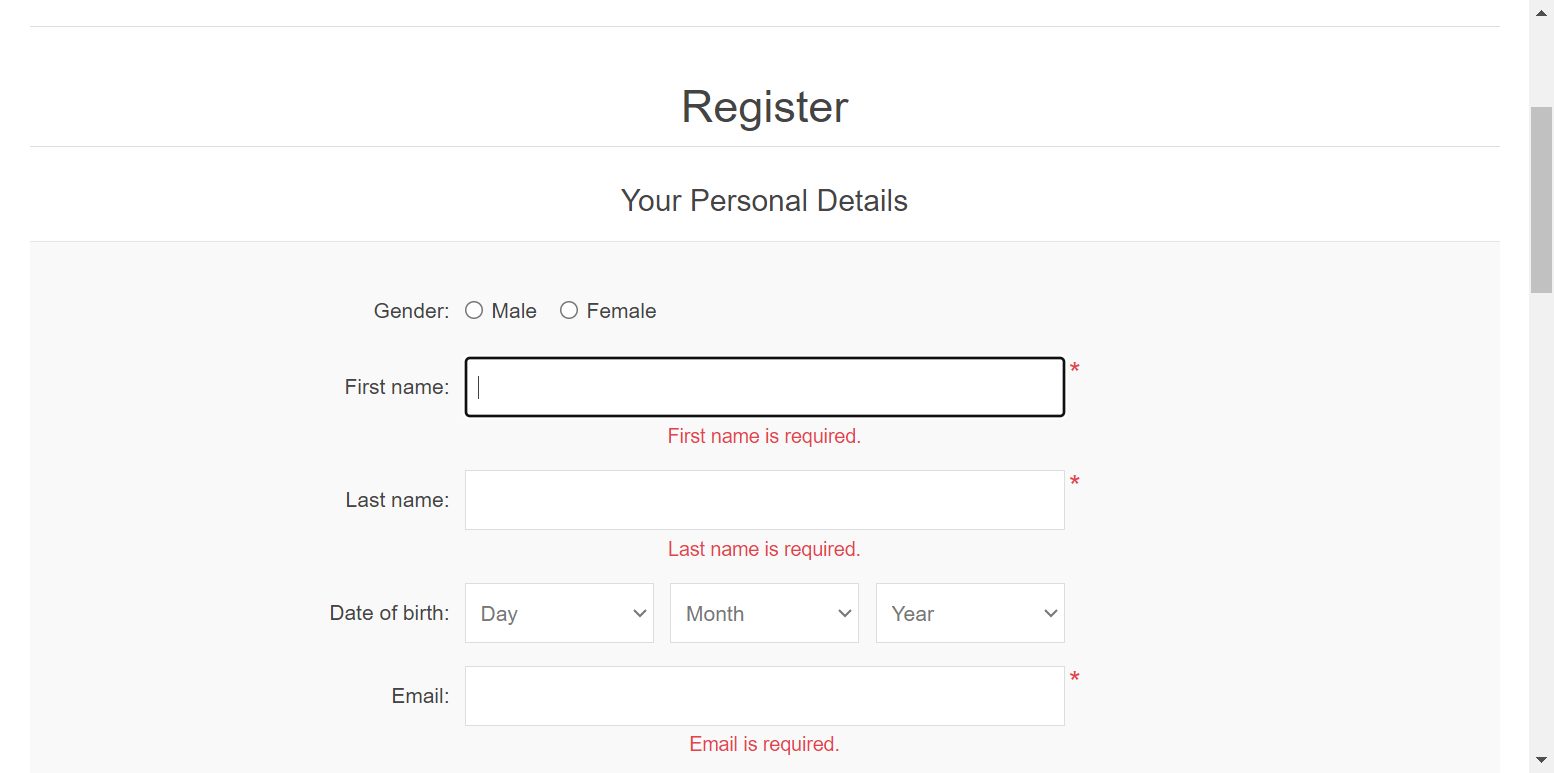 Register
Your Personal Details
Gender: Male Female
First name: *
First name is required.
Last name: *
Last name is required.
Date of birth: Day Month Year
Email: *
Email is required.